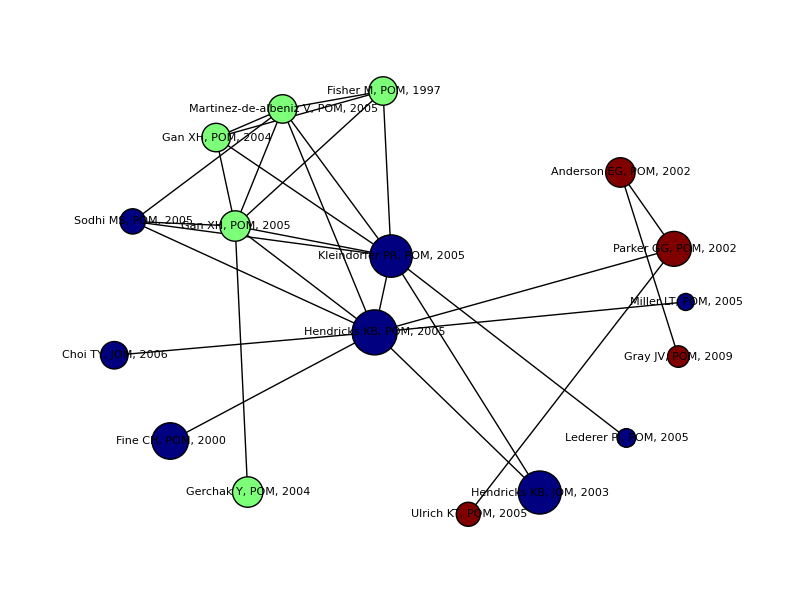 Fisher M, POM, 1997
Martinez-de-albeniz V, POM, 2005
Gan XH, POM, 2004
Anderson EG, POM, 2002
Sodhi MS, POM, 2005
Gan XH, POM, 2005
Parker GG, POM, 2002
Kleindorfer PR, POM, 2005
Miller LT, POM, 2005
Hendricks KB, POM, 2005
Choi TY, JOM, 2006
Gray JV, POM, 2009
Lederer PJ, POM, 2005
Fine CH, POM, 2000
Gerchak Y, POM, 2004
Hendricks KB, JOM, 2003
Ulrich KT, POM, 2005